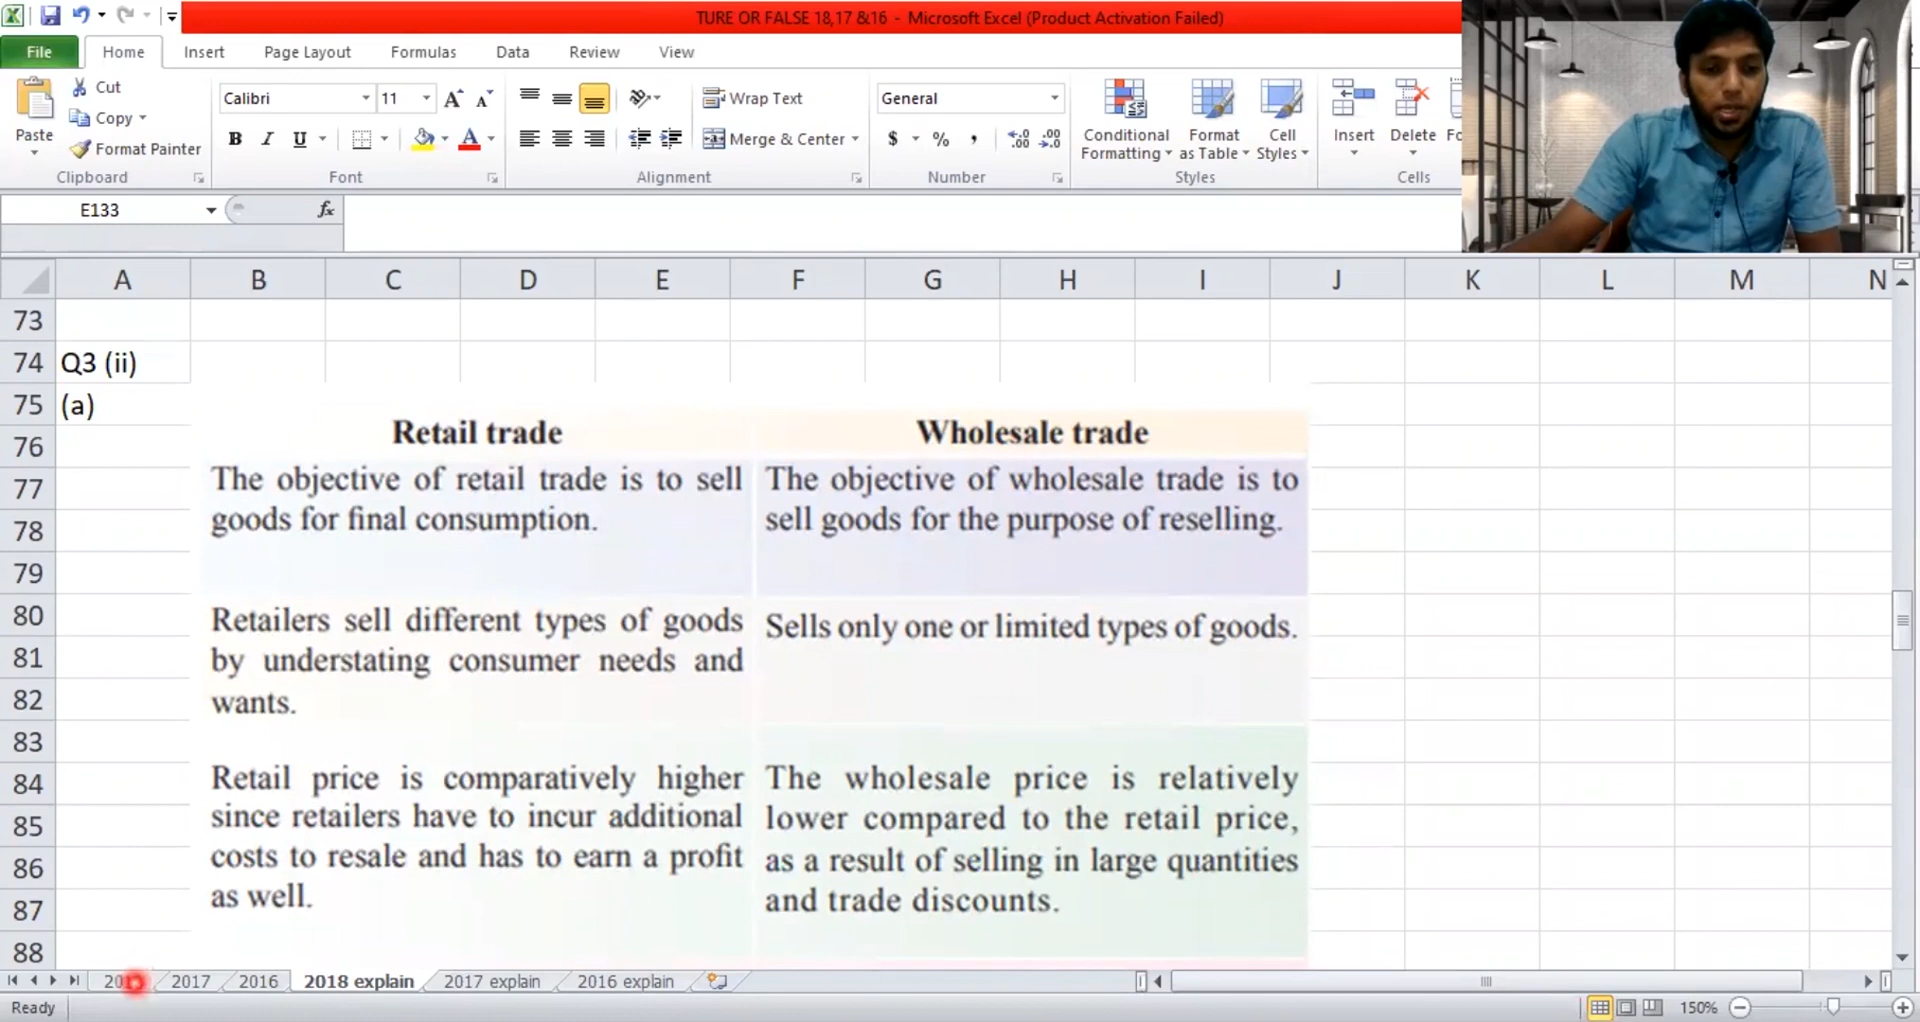 TURE OR FALSE 18,17 &16 - Microsoft Excel (Product Activation Failed)
File Home Insert Page Layout Formulas Data Review View
Paste
Cut
Copy
Format Painter
Clipboard
Calibri 11
B I U
Font
Wrap Text
Merge & Center
Alignment
General
$ % ,
Number
Conditional Formatting
Format as Table
Cell Styles
Styles
Insert Delete Fo
Cells
E133 fx
A B C D E F G H I J K L M N
73
74 Q3 (ii)
75 (a)
76
77
78
79
80
81
82
83
84
85
86
87
88
Retail trade
The objective of retail trade is to sell
goods for final consumption.
Retailers sell different types of goods
by understating consumer needs and
wants.
Retail price is comparatively higher
since retailers have to incur additional
costs to resale and has to earn a profit
as well.
Wholesale trade
The objective of wholesale trade is to
sell goods for the purpose of reselling.
Sells only one or limited types of goods.
The wholesale price is relatively
lower compared to the retail price,
as a result of selling in large quantities
and trade discounts.
2017 2016 2018 explain 2017 explain 2016 explain
Ready 150%